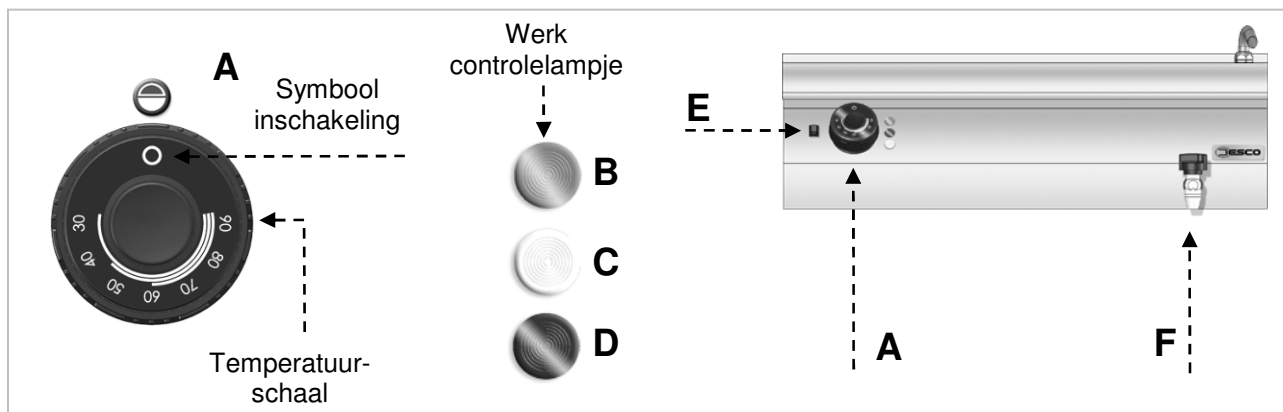 A
Symbool
inschakeling
30
40
50
60
70
80
90
Temperatuur-
schaal
Werk
controlelampje
B
C
D
E
ESCO
A
F